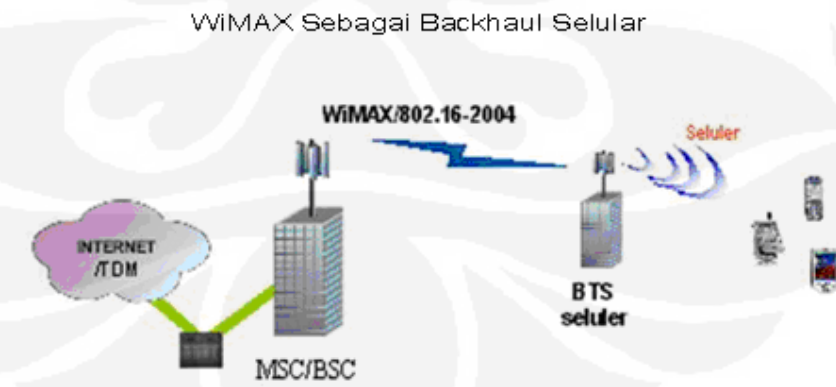 WiMAX Sebagai Backhaul Selular
WiMAX/802.16-2004
Seluler
INTERNET
/TDM
BTS
seluler
MSC/BSC